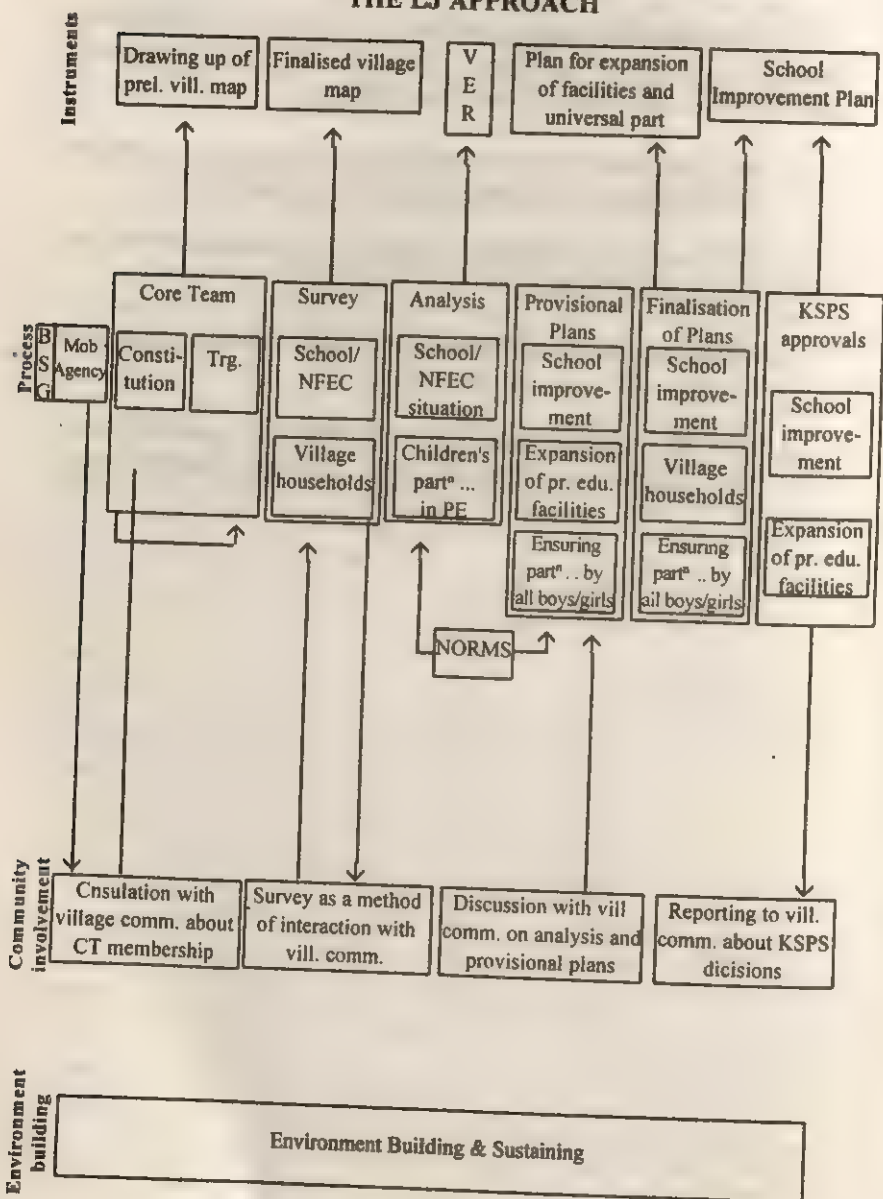 THE LJ APPROACH
Instruments
Drawing up of
prel. vill. map
Finalised village
map
V
E
R
Plan for expansion
of facilities and
universal part
School
Improvement Plan
Process
B
S
G
Mob
Agency
Core Team
Consti-
tution
Trg.
Survey
School/
NFEC
Village
households
Analysis
School/
NFEC
situation
Children's
partⁿ ...
in PE
Provisional
Plans
School
improve-
ment
Expansion
of pr. edu.
facilities
Ensuring
partⁿ .. by
all boys/girls
Finalisation
of Plans
School
improve-
ment
Village
households
Ensuring
partⁿ .. by
all boys/girls
KSPS
approvals
School
improve-
ment
Expansion
of pr. edu.
facilities
NORMS
Community
involvement
Cnsulation with
village comm. about
CT membership
Survey as a method
of interaction with
vill. comm.
Discussion with vill
comm. on analysis and
provisional plans
Reporting to vill.
comm. about KSPS
dicisions
Environment
building
Environment Building & Sustaining